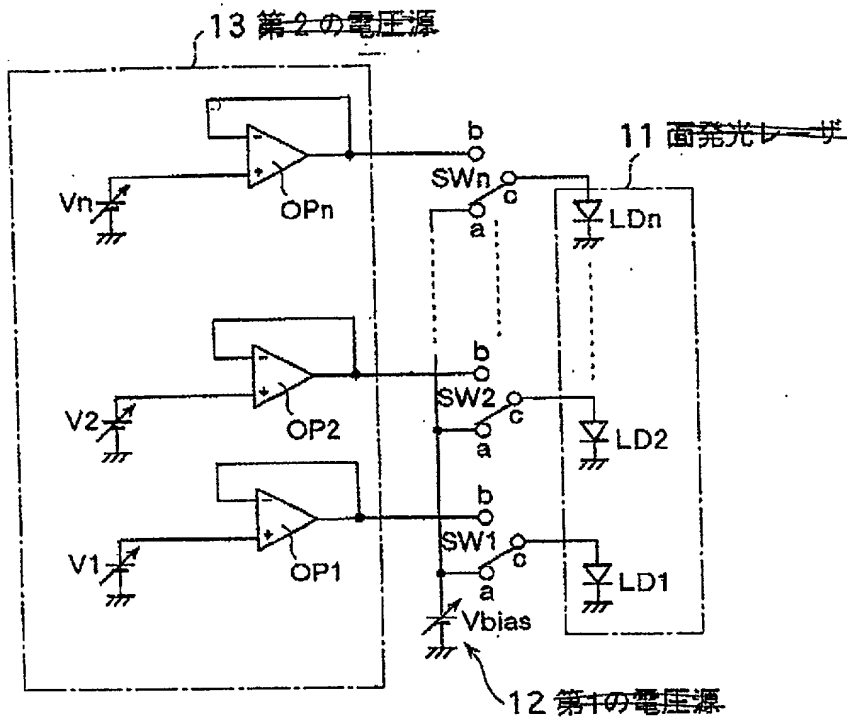 13 第2の電圧源
11 面発光レーザ
b
SWn
c
a
Vn
OPn
LDn
b
SW2
c
a
V2
OP2
LD2
b
SW1
c
a
V1
OP1
LD1
Vbias
12 第1の電圧源